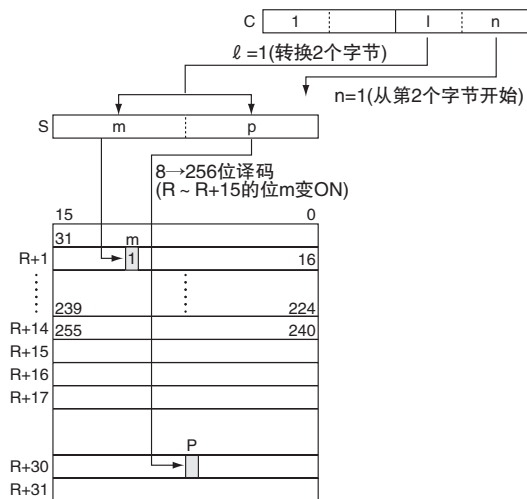 C 1 l n
ℓ =1(转换2个字节)
n=1(从第2个字节开始)
S m p
8→256位译码
(R ~ R+15的位m变ON)
15 0
31 m
R+1 1 16
239 224
R+14 255 240
R+15
R+16
R+17
P
R+30
R+31